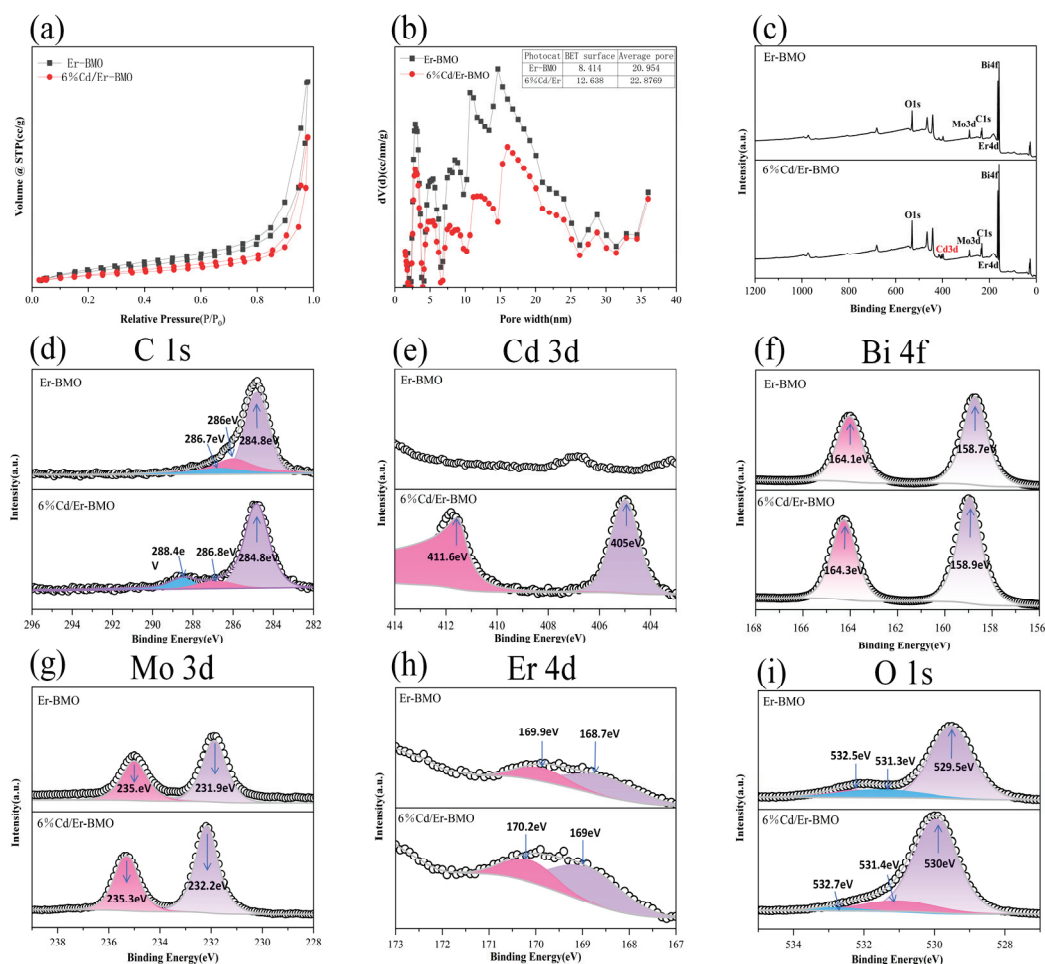 (a)
Er-BMO
6%Cd/Er-BMO
Volume @ STP(cc/g)
0.0 0.2 0.4 0.6 0.8 1.0
Relative Pressure(P/P0)
(b)
Er-BMO
6%Cd/Er-BMO
Photocat BET surface Average pore
Er-BMO 8.414 20.954
6%Cd/Er 12.638 22.8769
dV(d)(cc/nm/g)
0 5 10 15 20 25 30 35 40
Pore width(nm)
(c)
Er-BMO
Bi4f
O1s
Mo3d
C1s
Er4d
6%Cd/Er-BMO
Bi4f
O1s
Cd3d
Mo3d
C1s
Er4d
Intensity(a.u.)
1200 1000 800 600 400 200 0
Binding Energy(eV)
(d)
C 1s
Er-BMO
286eV
286.7eV
284.8eV
6%Cd/Er-BMO
288.4e
V
286.8eV
284.8eV
Intensity(a.u.)
296 294 292 290 288 286 284 282
Binding Energy(eV)
(e)
Cd 3d
Er-BMO
6%Cd/Er-BMO
411.6eV
405eV
Intensity(a.u.)
414 412 410 408 406 404
Binding Energy(eV)
(f)
Bi 4f
Er-BMO
164.1eV
158.7eV
6%Cd/Er-BMO
164.3eV
158.9eV
Intensity(a.u.)
168 166 164 162 160 158 156
Binding Energy(eV)
(g)
Mo 3d
Er-BMO
235.eV
231.9eV
6%Cd/Er-BMO
235.3eV
232.2eV
Intensity(a.u.)
238 236 234 232 230 228
Binding Energy(eV)
(h)
Er 4d
Er-BMO
169.9eV
168.7eV
6%Cd/Er-BMO
170.2eV
169eV
Intensity(a.u.)
173 172 171 170 169 168 167
Binding Energy(eV)
(i)
O 1s
Er-BMO
532.5eV
531.3eV
529.5eV
6%Cd/Er-BMO
532.7eV
531.4eV
530eV
Intensity(a.u.)
534 532 530 528
Binding Energy(eV)